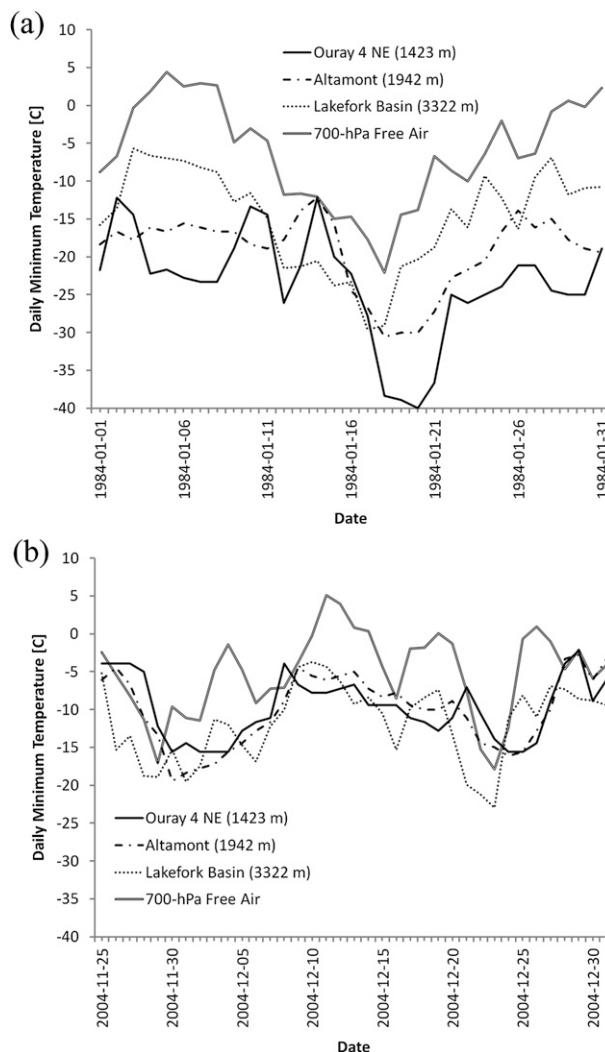 (a)
10
5
0
-5
-10
-15
-20
-25
-30
-35
-40
Daily Minimum Temperature [C]
Ouray 4 NE (1423 m)
Altamont (1942 m)
Lakefork Basin (3322 m)
700-hPa Free Air
1984-01-01
1984-01-06
1984-01-11
1984-01-16
1984-01-21
1984-01-26
1984-01-31
Date
(b)
10
5
0
-5
-10
-15
-20
-25
-30
-35
-40
Daily Minimum Temperature [C]
Ouray 4 NE (1423 m)
Altamont (1942 m)
Lakefork Basin (3322 m)
700-hPa Free Air
2004-11-25
2004-11-30
2004-12-05
2004-12-10
2004-12-15
2004-12-20
2004-12-25
2004-12-30
Date